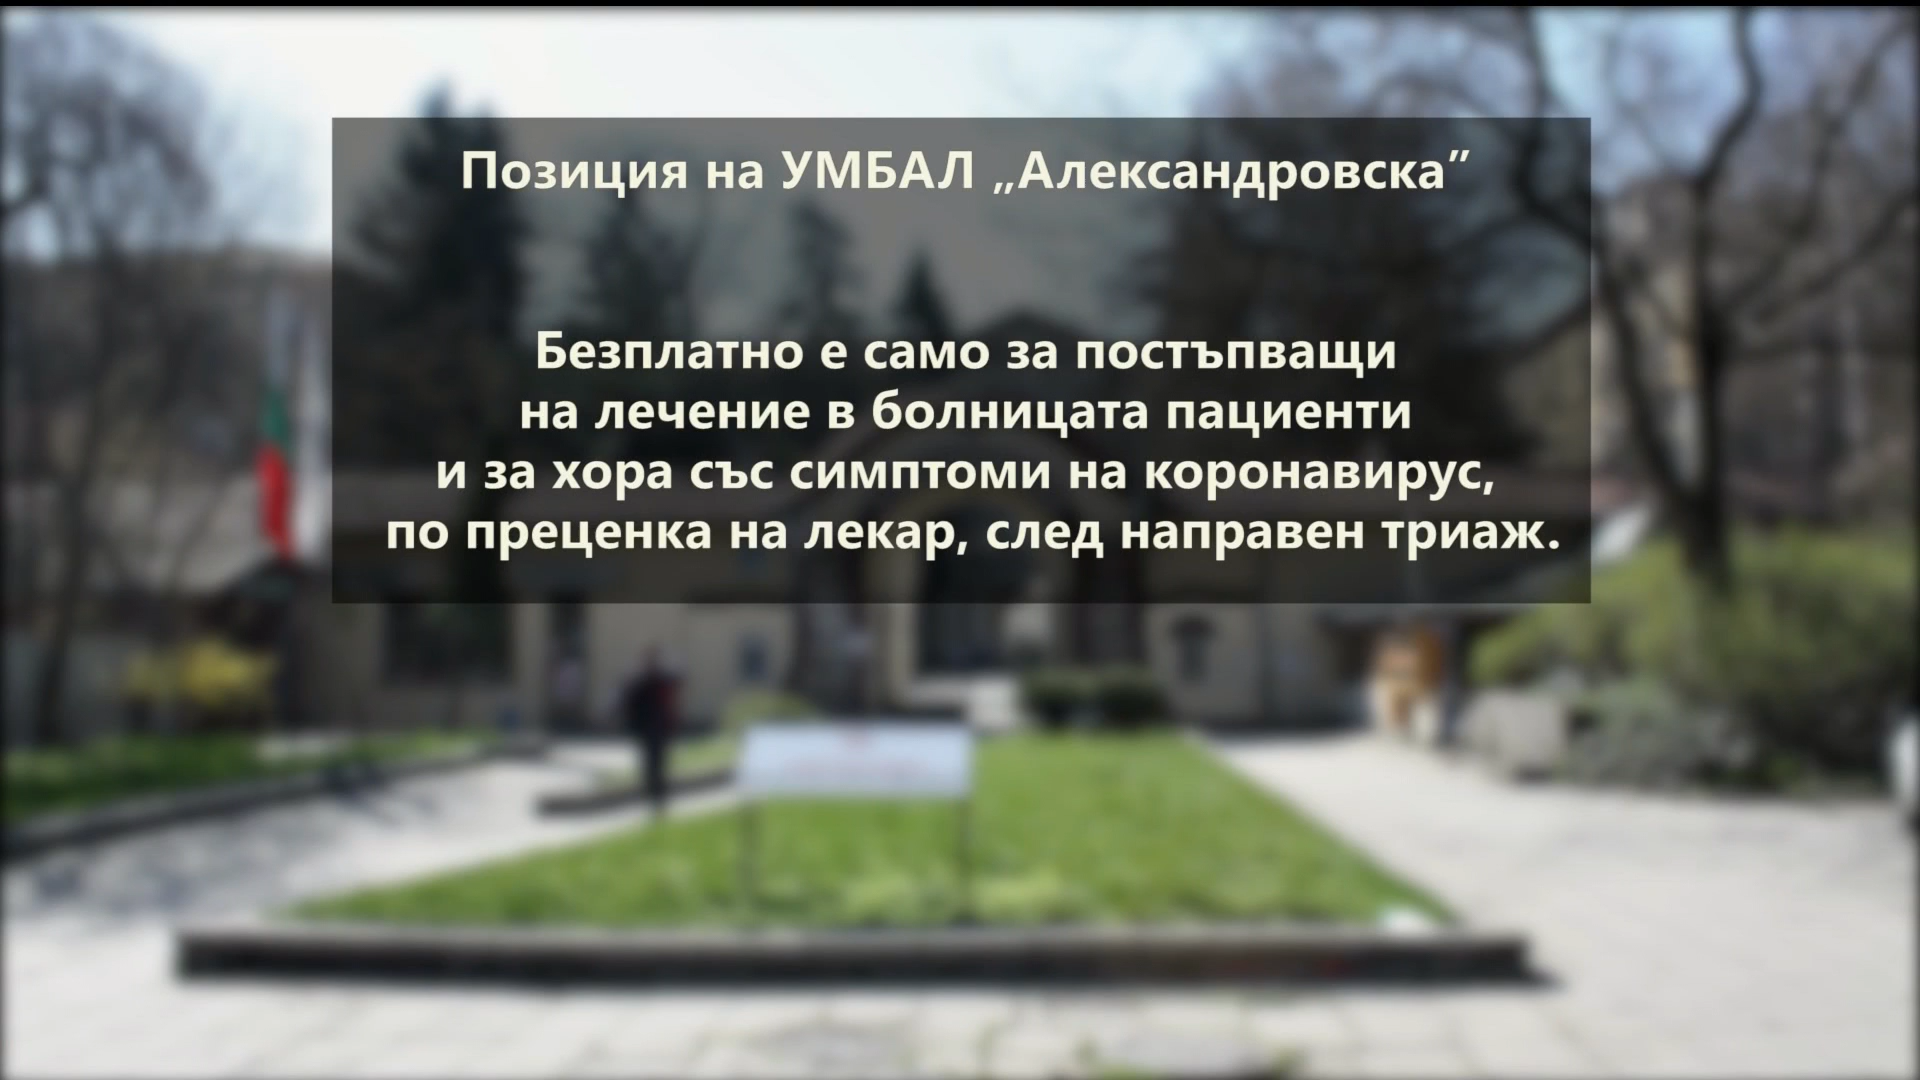 Позиция на УМБАЛ „Александровска”
Безплатно е само за постъпващи
на лечение в болницата пациенти
и за хора със симптоми на коронавирус,
по преценка на лекар, след направен триаж.